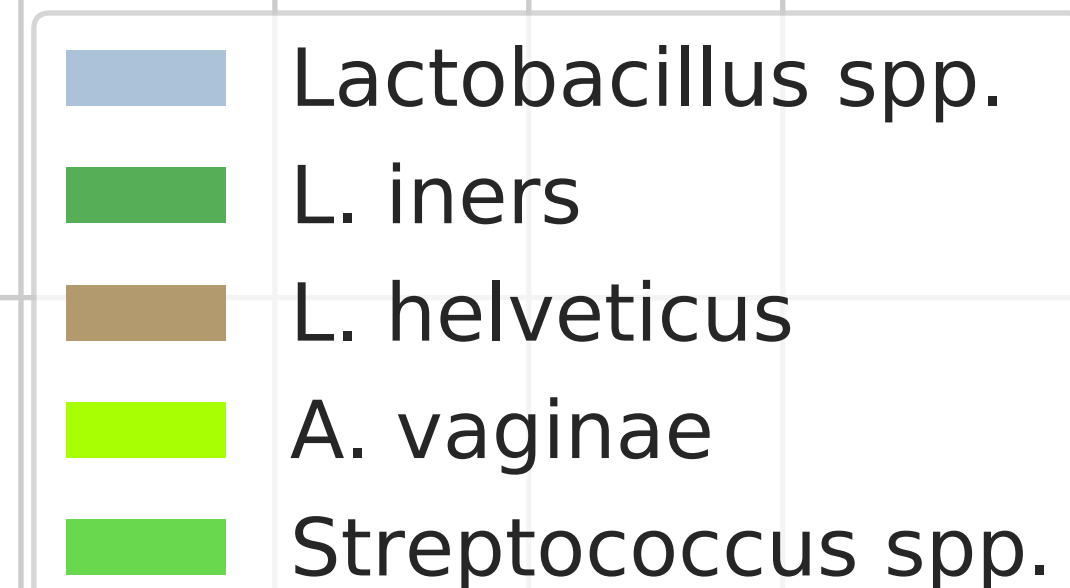 Lactobacillus spp.
L. iners
L. helveticus
A. vaginae
Streptococcus spp.